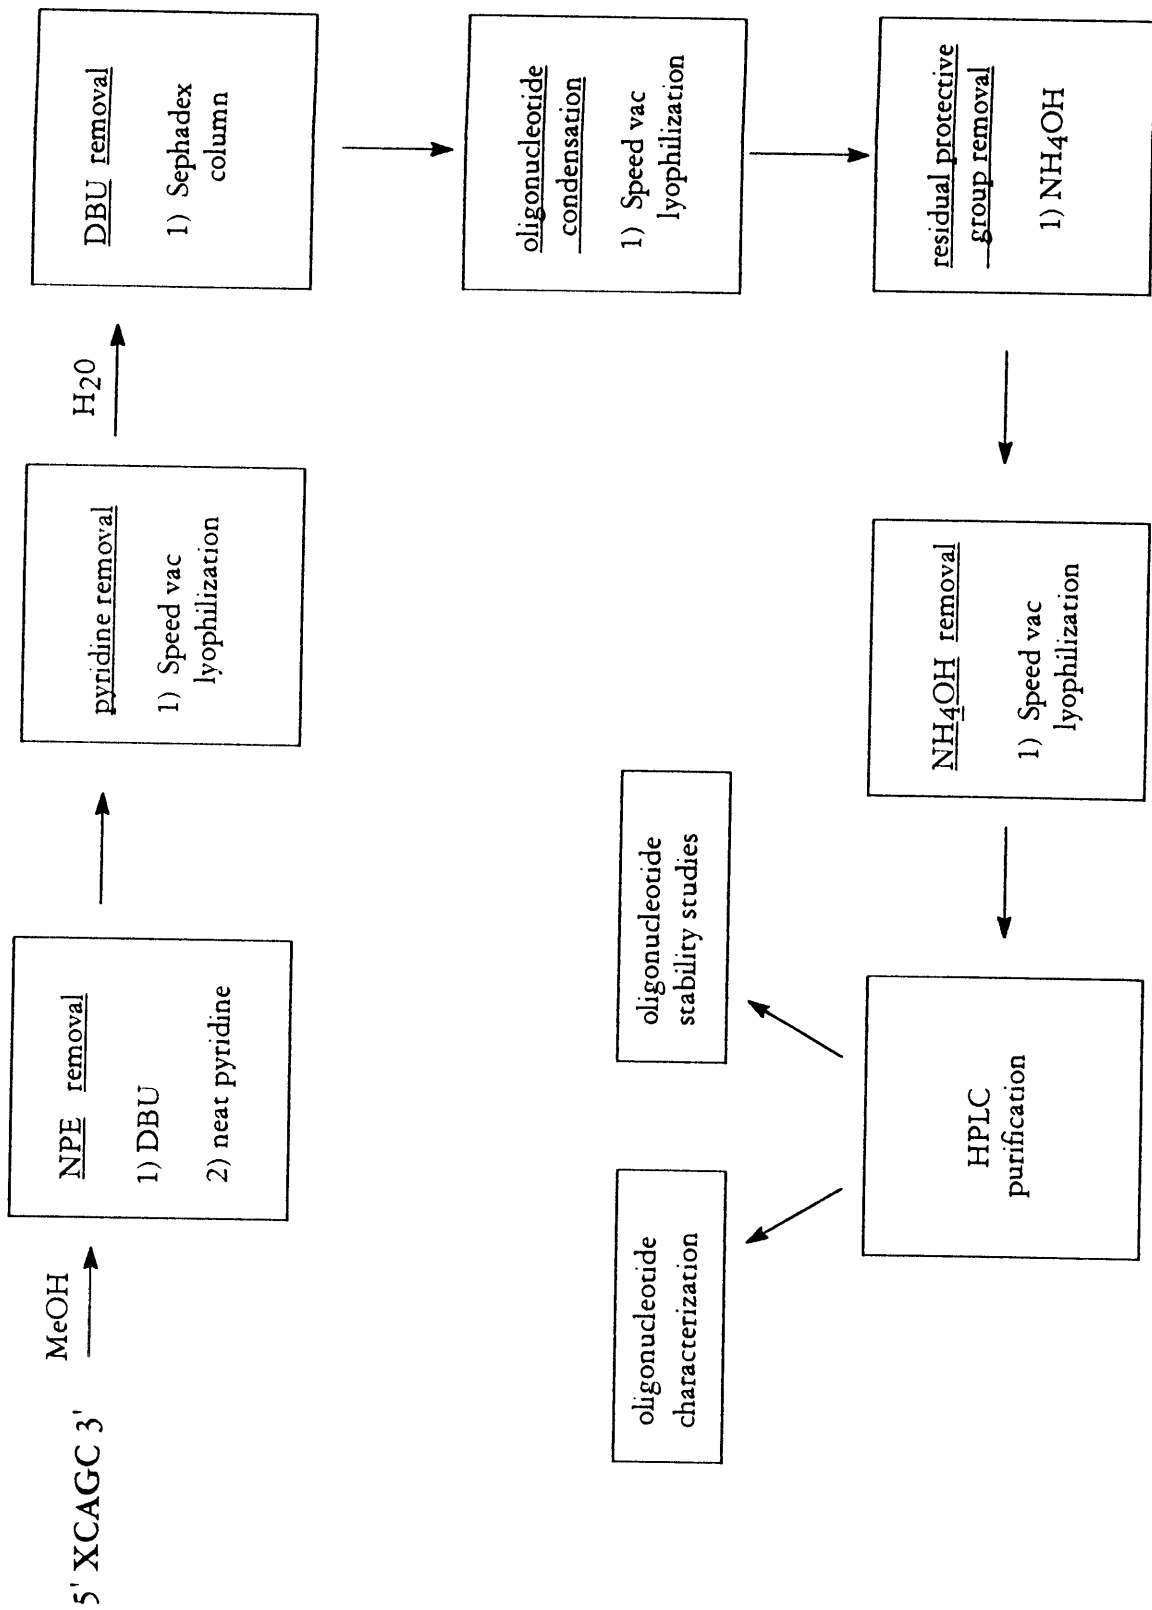 5' XCAGC 3'
MeOH
NPE removal
1) DBU
2) neat pyridine
pyridine removal
1) Speed vac
lyophilization
H20
DBU removal
1) Sephadex
column
oligonucleotide
condensation
1) Speed vac
lyophilization
residual protective
group removal
1) NH4OH
NH4OH removal
1) Speed vac
lyophilization
HPLC
purification
oligonucleotide
characterization
oligonucleotide
stability studies